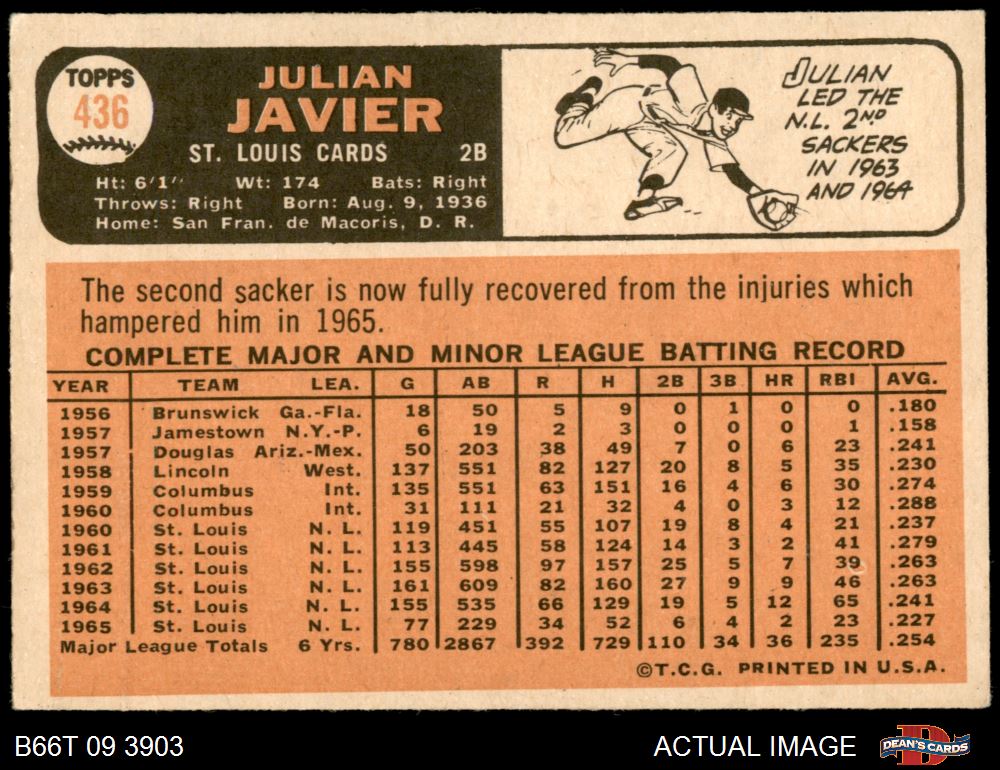 TOPPS
436
JULIAN
JAVIER
ST. LOUIS CARDS 2B
Ht: 6'1" Wt: 174 Bats: Right
Throws: Right Born: Aug. 9, 1936
Home: San Fran. de Macoris, D. R.
JULIAN
LED THE
N.L. 2ND
SACKERS
IN 1963
AND 1964
The second sacker is now fully recovered from the injuries which
hampered him in 1965.
COMPLETE MAJOR AND MINOR LEAGUE BATTING RECORD
YEAR TEAM LEA. G AB R H 2B 3B HR RBI AVG.
1956 Brunswick Ga.-Fla. 18 50 5 9 0 1 0 0 .180
1957 Jamestown N.Y.-P. 6 19 2 3 0 0 0 1 .158
1957 Douglas Ariz.-Mex. 50 203 38 49 7 0 6 23 .241
1958 Lincoln West. 137 551 82 127 20 8 5 35 .230
1959 Columbus Int. 135 551 63 151 16 4 6 30 .274
1960 Columbus Int. 31 111 21 32 4 0 3 12 .288
1960 St. Louis N. L. 119 451 55 107 19 8 4 21 .237
1961 St. Louis N. L. 113 445 58 124 14 3 2 41 .279
1962 St. Louis N. L. 155 598 97 157 25 5 7 39 .263
1963 St. Louis N. L. 161 609 82 160 27 9 9 46 .263
1964 St. Louis N. L. 155 535 66 129 19 5 12 65 .241
1965 St. Louis N. L. 77 229 34 52 6 4 2 23 .227
Major League Totals 6 Yrs. 780 2867 392 729 110 34 36 235 .254
©T.C.G. PRINTED IN U.S.A.
B66T 09 3903 ACTUAL IMAGE D DEAN'S CARDS